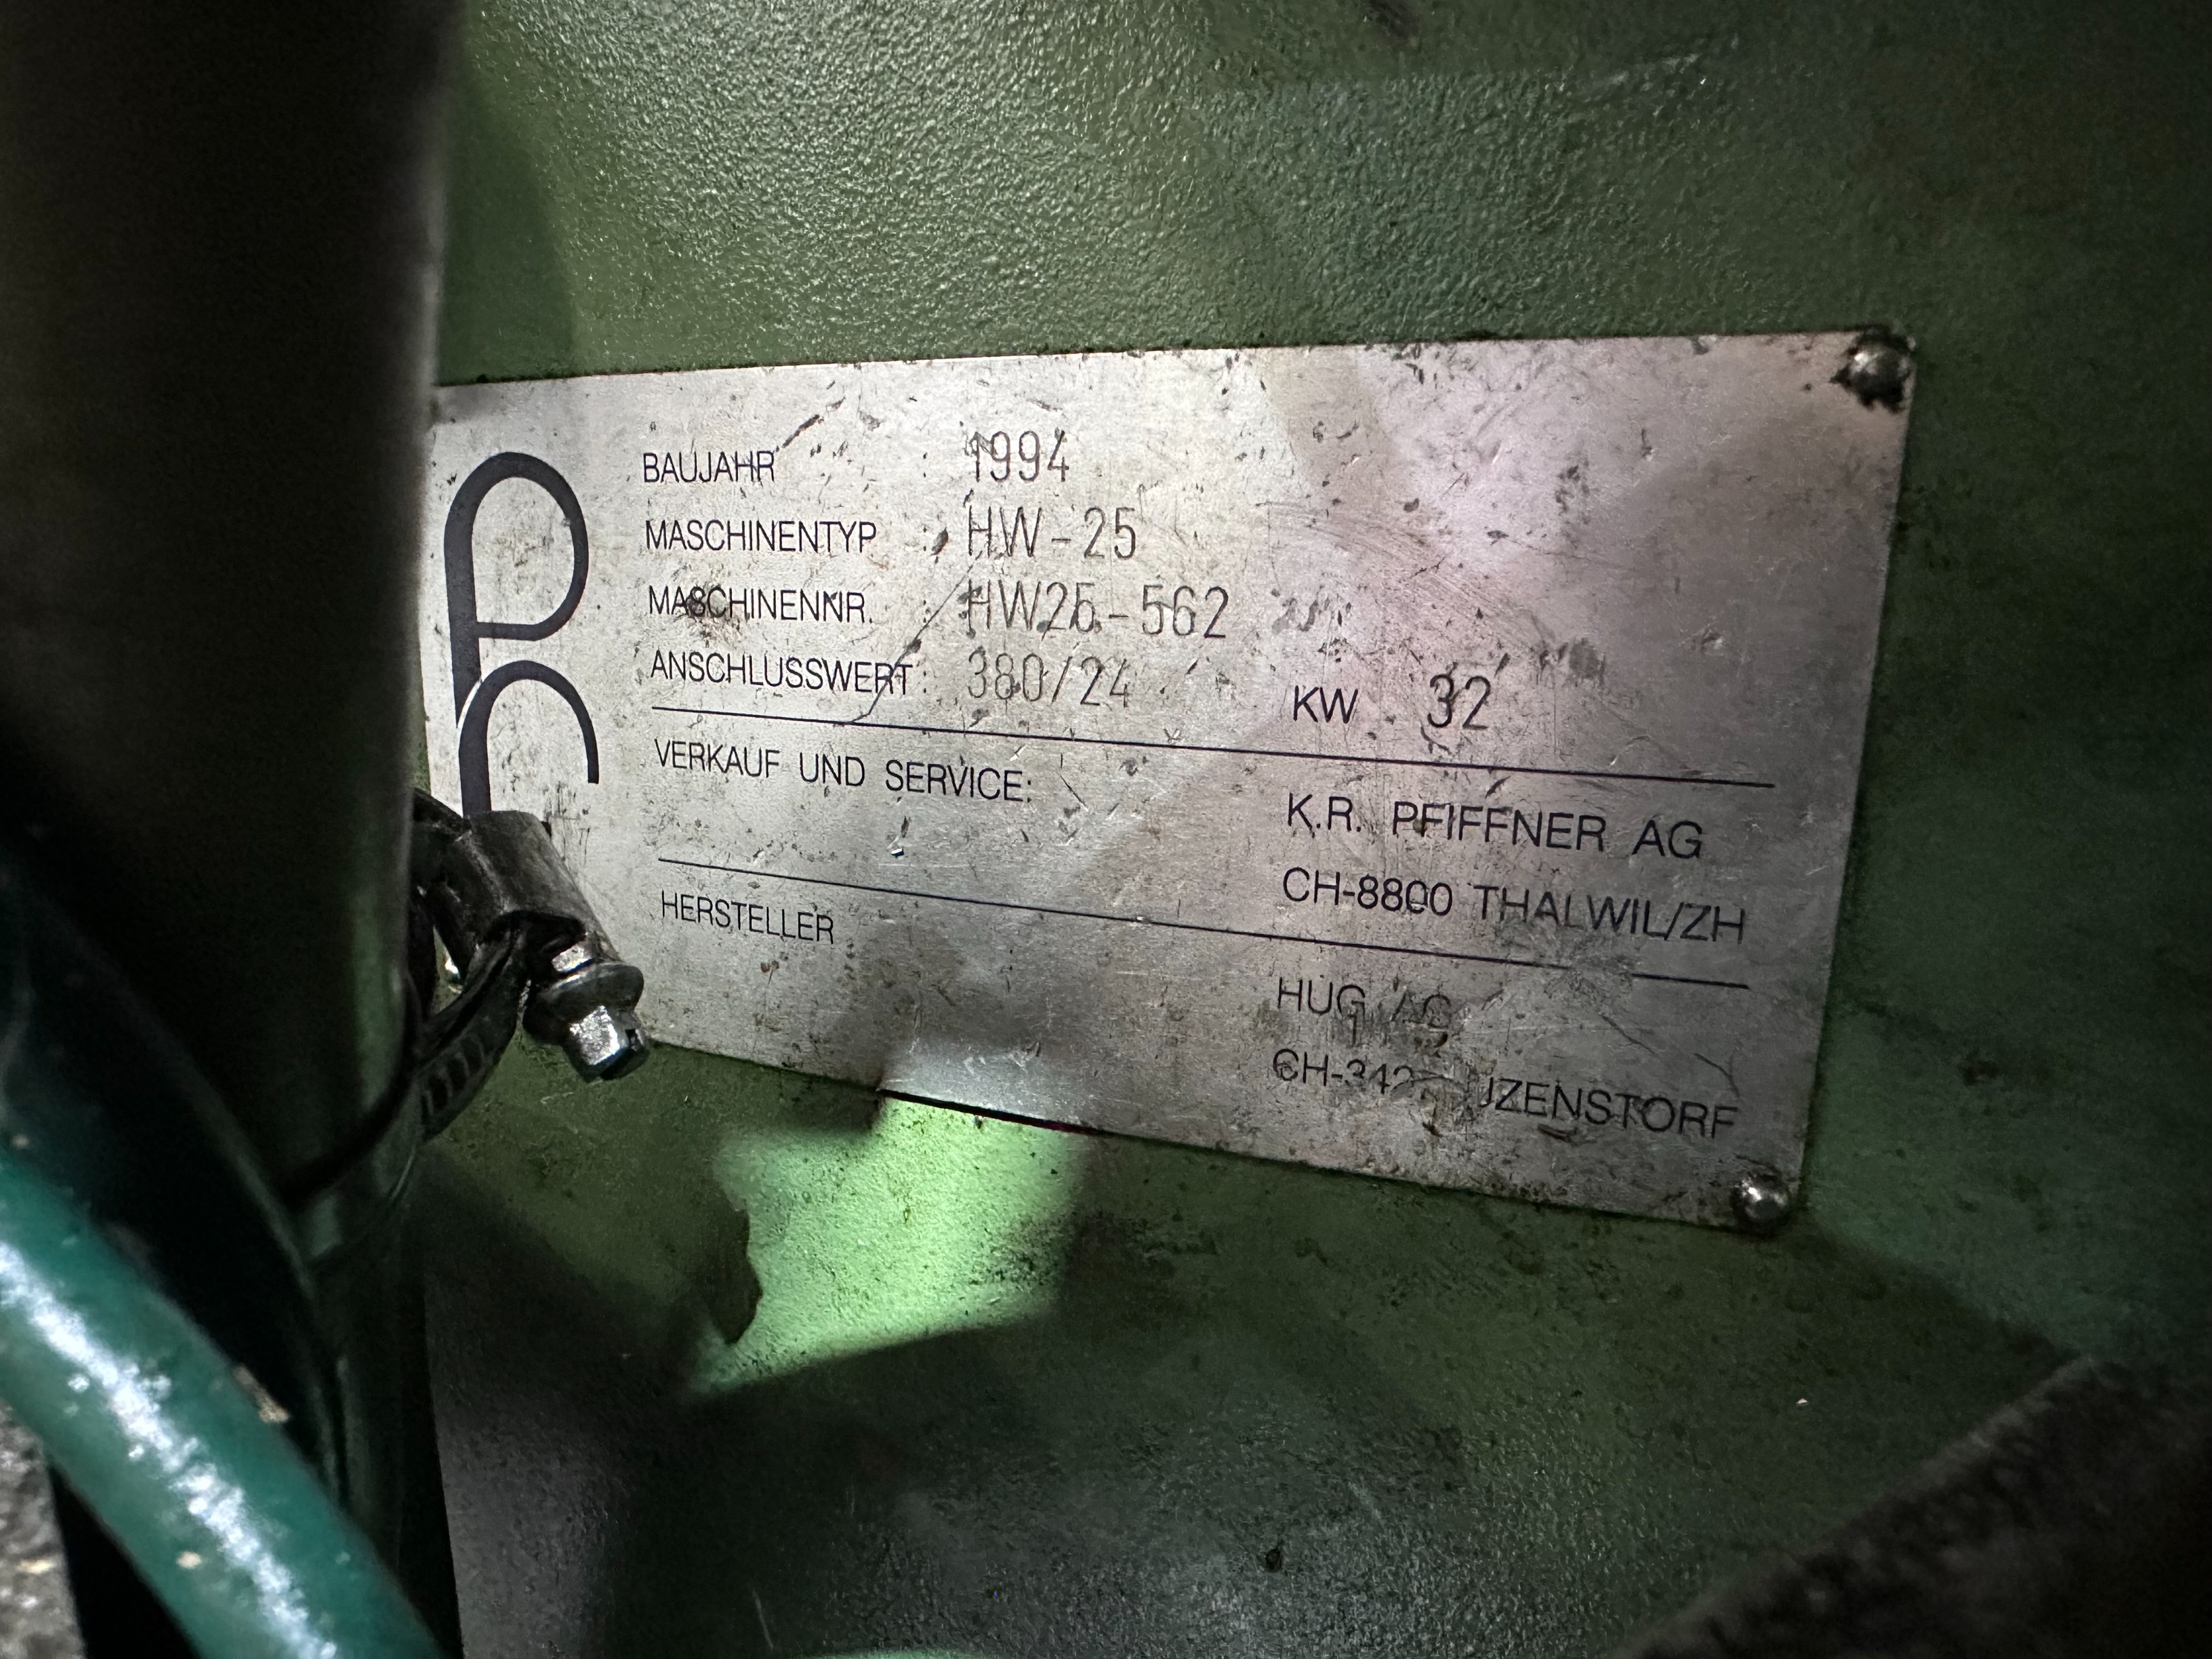 BAUJAHR : 1994
MASCHINENTYP : HW-25
MASCHINENNR. HW25-562
ANSCHLUSSWERT : 380/24 KW 32
VERKAUF UND SERVICE: K.R. PFIFFNER AG
CH-8800 THALWIL/ZH
HERSTELLER HUG AG